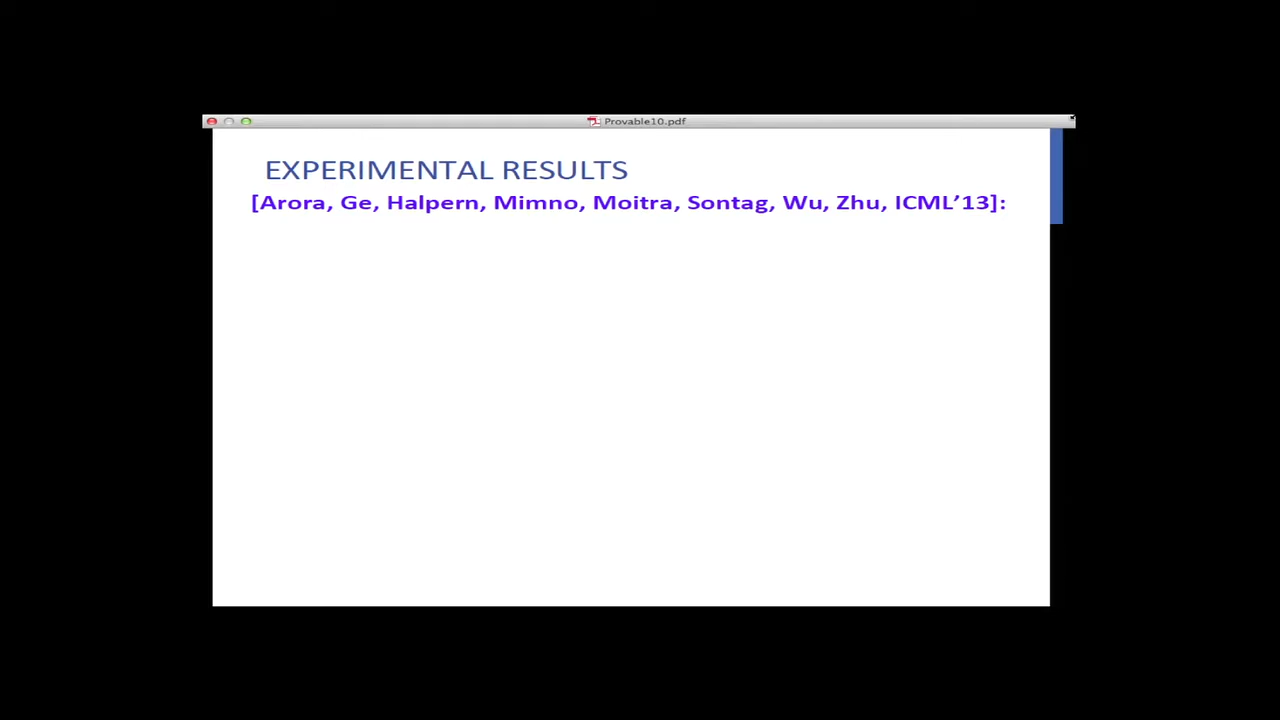 Provable10.pdf
EXPERIMENTAL RESULTS
[Arora, Ge, Halpern, Mimno, Moitra, Sontag, Wu, Zhu, ICML’13]: